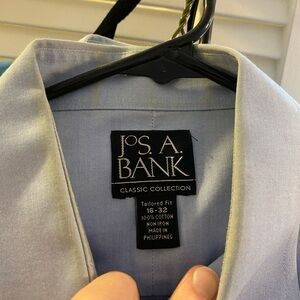 JOS. A.
BANK
CLASSIC COLLECTION
Tailored Fit
16-32
100% COTTON
NON IRON
MADE IN
PHILIPPINES